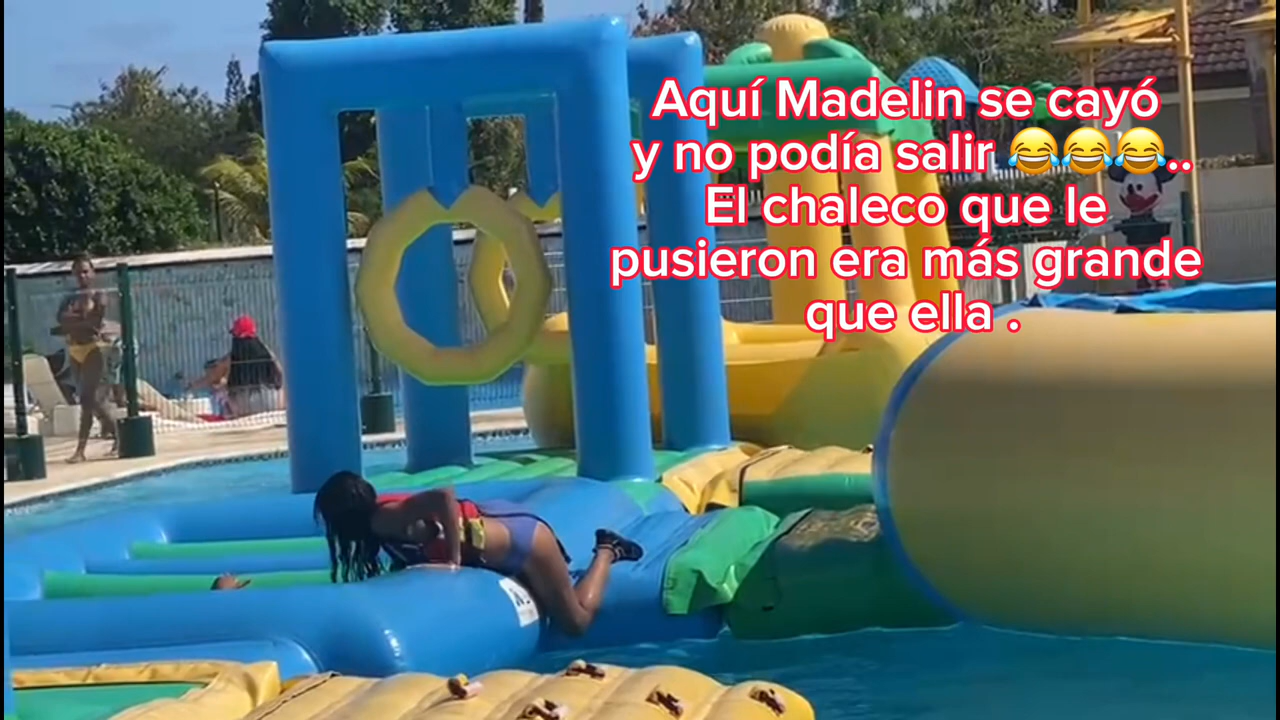 Aquí Madelin se cayó
y no podía salir 😂😂😂..
El chaleco que le
pusieron era más grande
que ella .